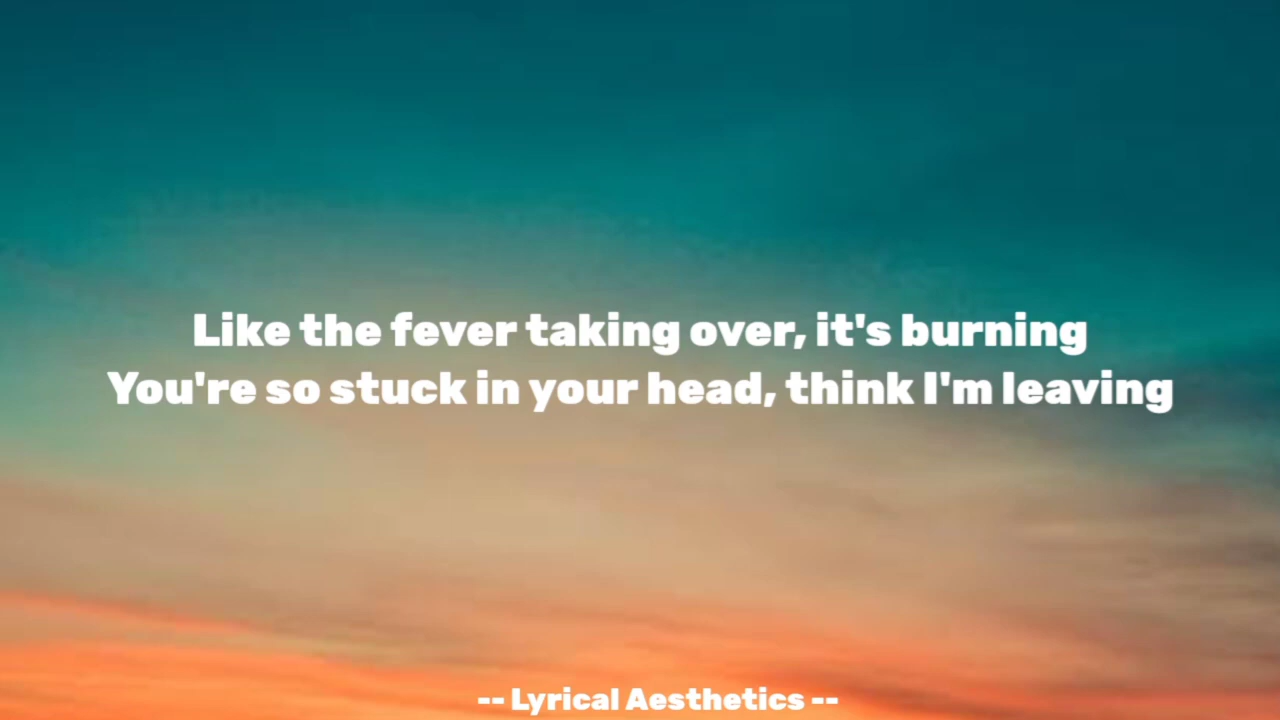 Like the fever taking over, it's burning
You're so stuck in your head, think I'm leaving
-- Lyrical Aesthetics --